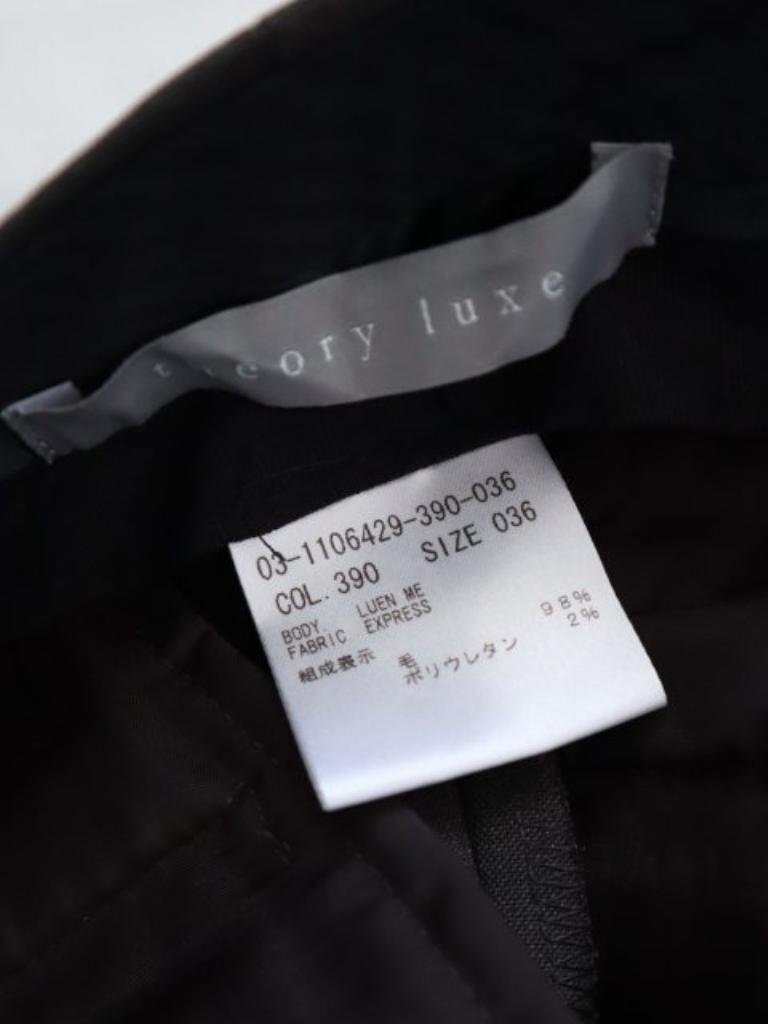 theory luxe
03-1106429-390-036
COL. 390 SIZE 036
BODY. LUEN ME
FABRIC EXPRESS
組成表示 毛 98%
ポリウレタン 2%